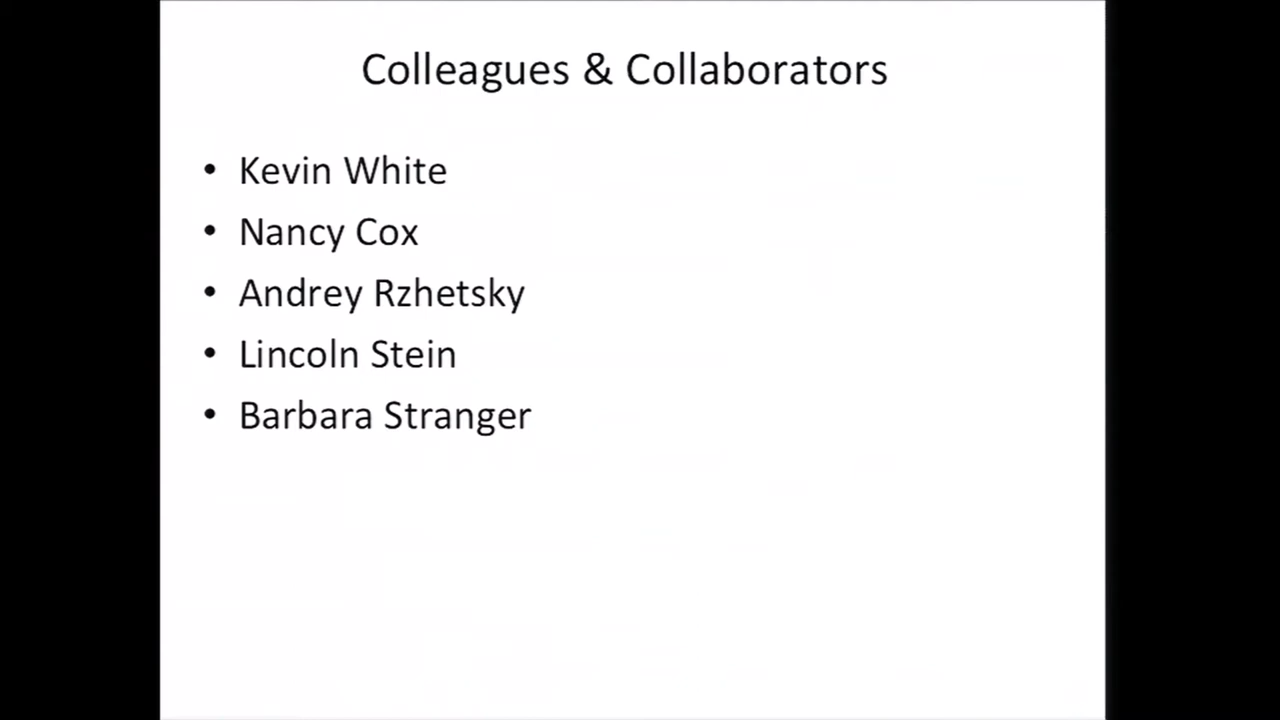 Colleagues & Collaborators
• Kevin White
• Nancy Cox
• Andrey Rzhetsky
• Lincoln Stein
• Barbara Stranger